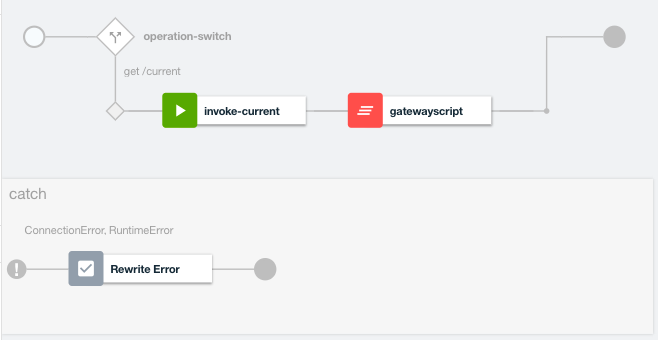 operation-switch
get /current
invoke-current
gatewayscript
catch
ConnectionError, RuntimeError
Rewrite Error